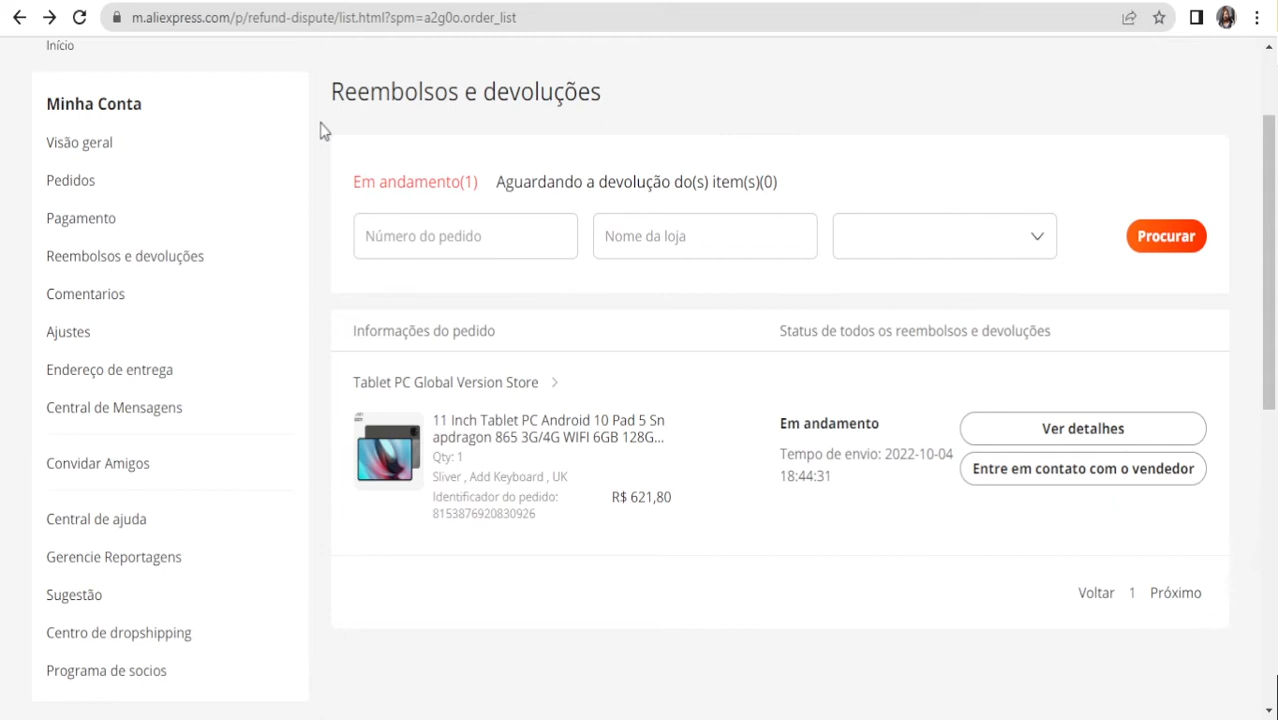 m.aliexpress.com/p/refund-dispute/list.html?spm=a2g0o.order_list
Início
Minha Conta
Visão geral
Pedidos
Pagamento
Reembolsos e devoluções
Comentarios
Ajustes
Endereço de entrega
Central de Mensagens
Convidar Amigos
Central de ajuda
Gerencie Reportagens
Sugestão
Centro de dropshipping
Programa de socios
Reembolsos e devoluções
Em andamento(1) Aguardando a devolução do(s) item(s)(0)
Número do pedido Nome da loja Procurar
Informações do pedido Status de todos os reembolsos e devoluções
Tablet PC Global Version Store
11 Inch Tablet PC Android 10 Pad 5 Sn
apdragon 865 3G/4G WIFI 6GB 128G...
Qty: 1
Sliver , Add Keyboard , UK
Identificador do pedido: R$ 621,80
8153876920830926
Em andamento
Tempo de envio: 2022-10-04
18:44:31
Ver detalhes
Entre em contato com o vendedor
Voltar 1 Próximo